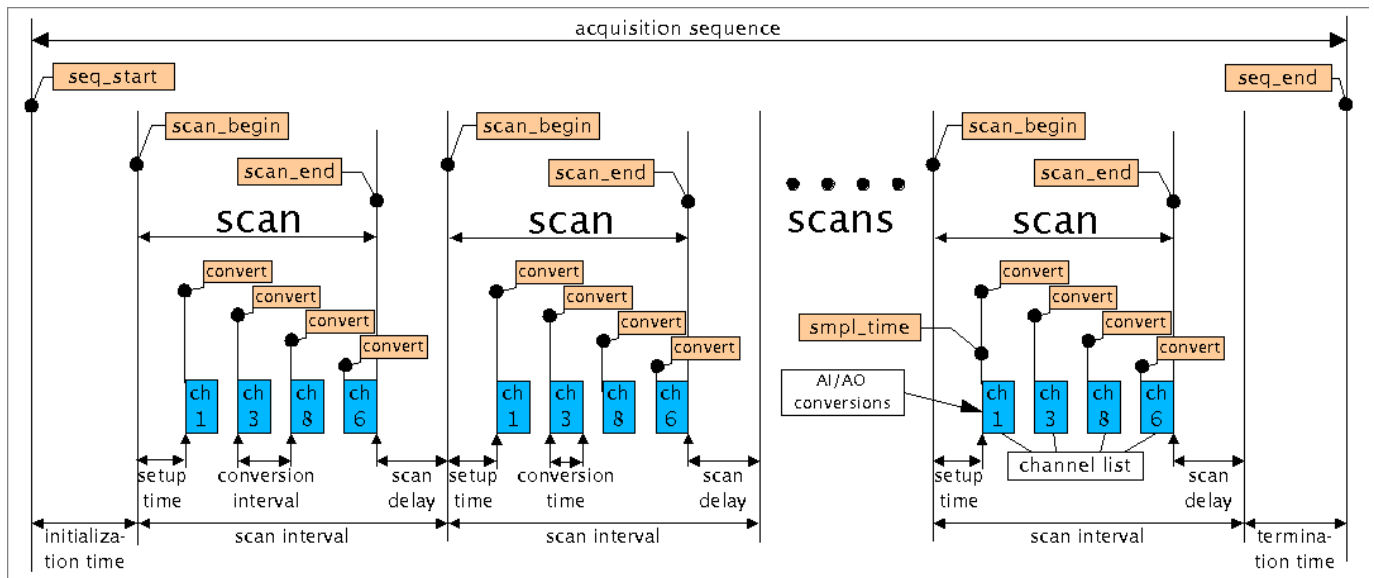 acquisition sequence
seq_start
seq_end
scan_begin
scan_begin
scan_begin
scan_end
scan_end
scan_end
scan
scan
scans
scan
convert
convert
convert
convert
convert
convert
convert
convert
convert
convert
convert
convert
smpl_time
AI/AO
conversions
ch
1
ch
3
ch
8
ch
6
ch
1
ch
3
ch
8
ch
6
ch
1
ch
3
ch
8
ch
6
channel list
setup
time
conversion
interval
scan
delay
setup
time
conversion
time
scan
delay
setup
time
scan
delay
initializa-
tion time
scan interval
scan interval
scan interval
termina-
tion time